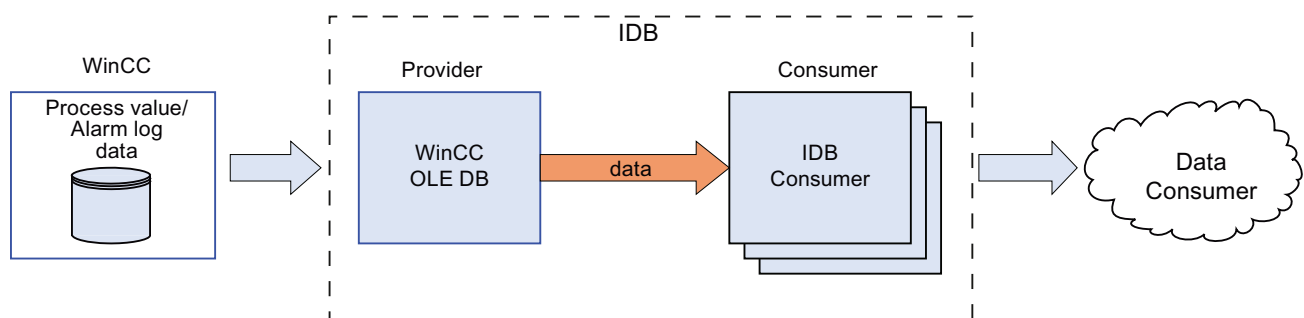 IDB
WinCC
Process value/
Alarm log
data
Provider
WinCC
OLE DB
data
Consumer
IDB
Consumer
Data
Consumer